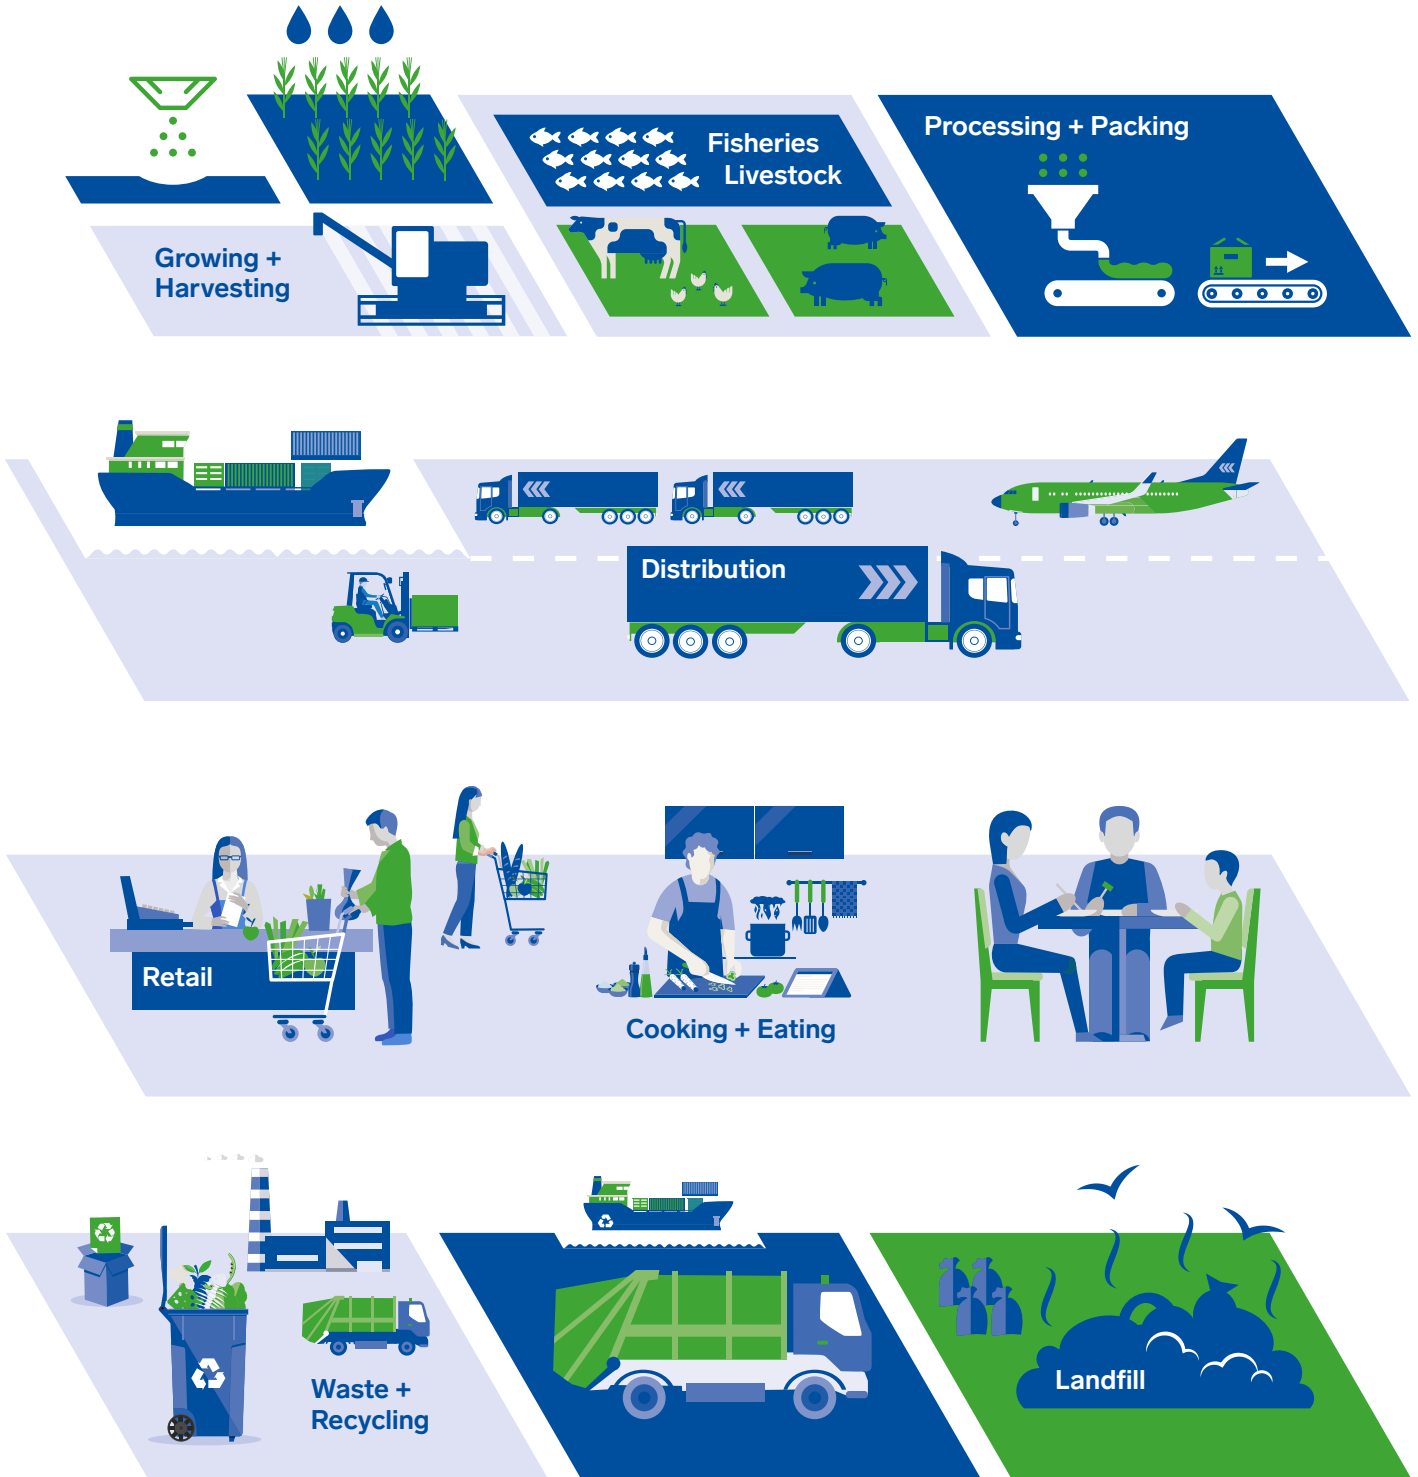 Growing +
Harvesting
Fisheries
Livestock
Processing + Packing
Distribution
Retail
Cooking + Eating
Waste +
Recycling
Landfill